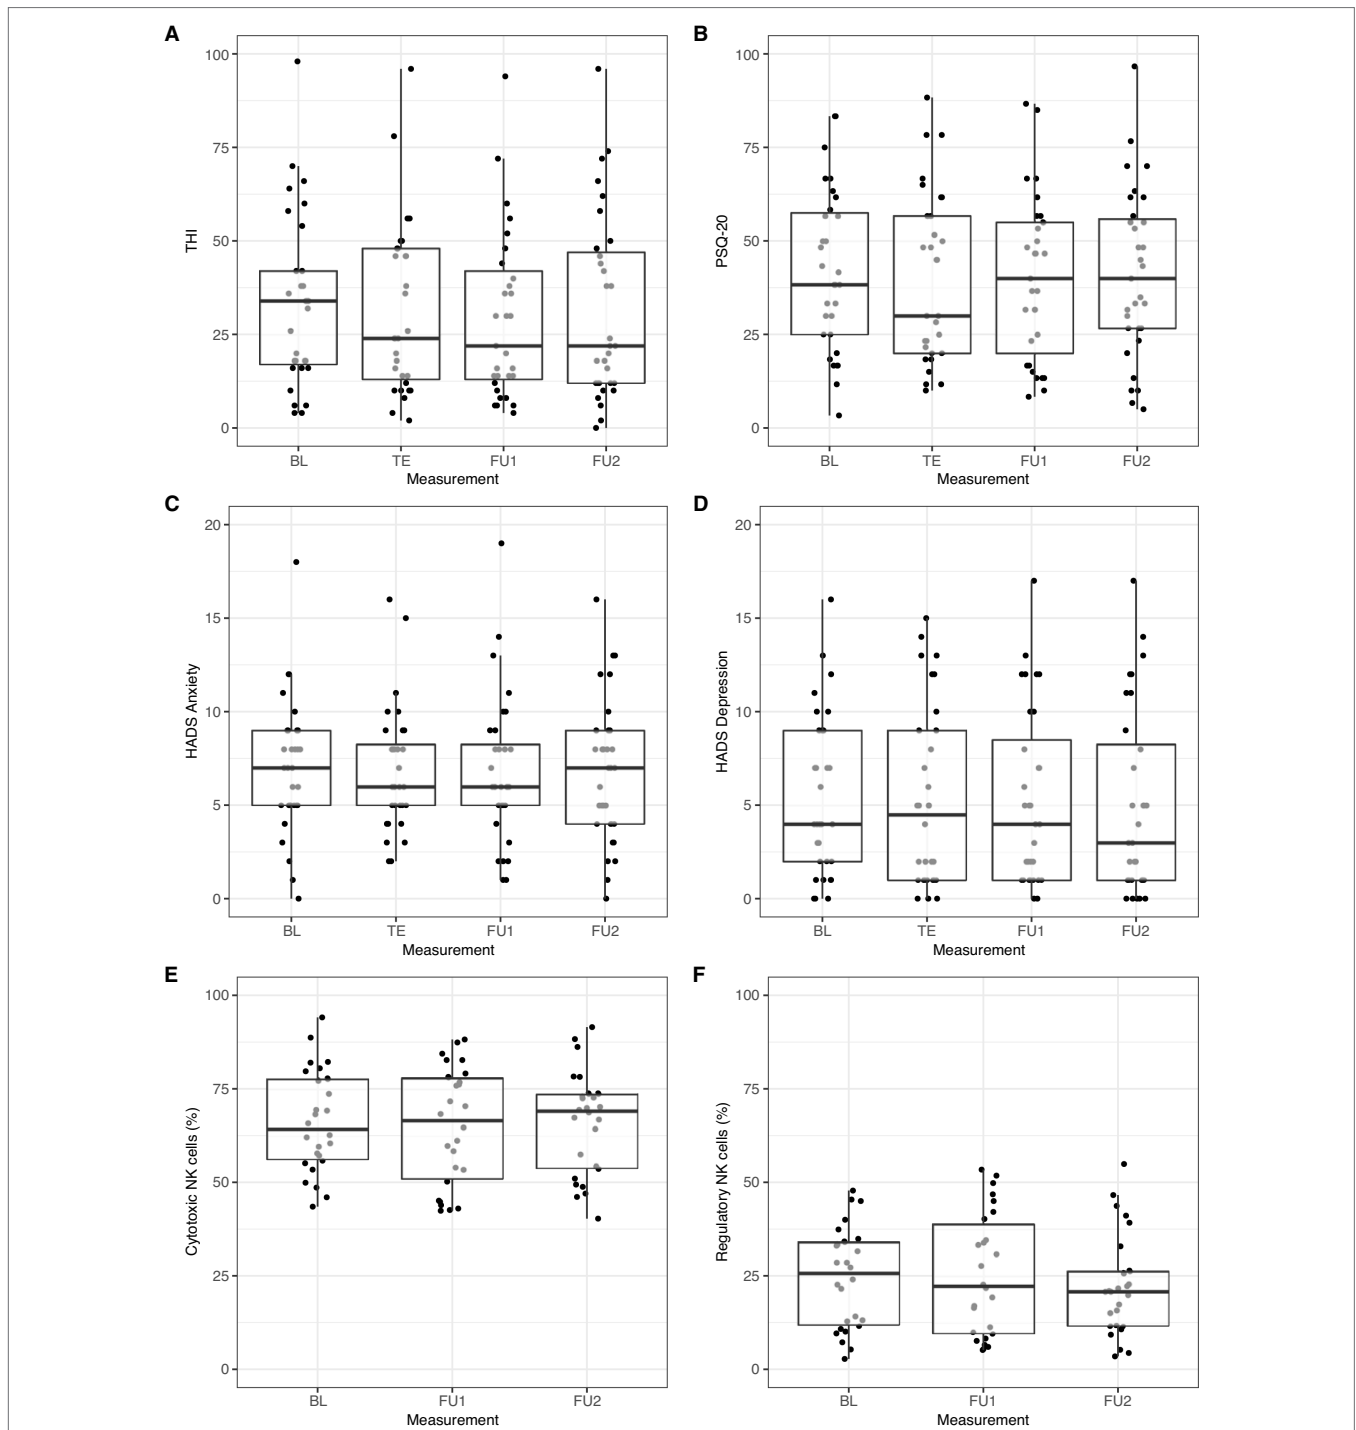 A
B
100
75
50
25
0
THI
BL TE FU1 FU2
Measurement
100
75
50
25
0
PSQ-20
BL TE FU1 FU2
Measurement
C
D
20
15
10
5
0
HADS Anxiety
BL TE FU1 FU2
Measurement
20
15
10
5
0
HADS Depression
BL TE FU1 FU2
Measurement
E
F
100
75
50
25
0
Cytotoxic NK cells (%)
BL FU1 FU2
Measurement
100
75
50
25
0
Regulatory NK cells (%)
BL FU1 FU2
Measurement